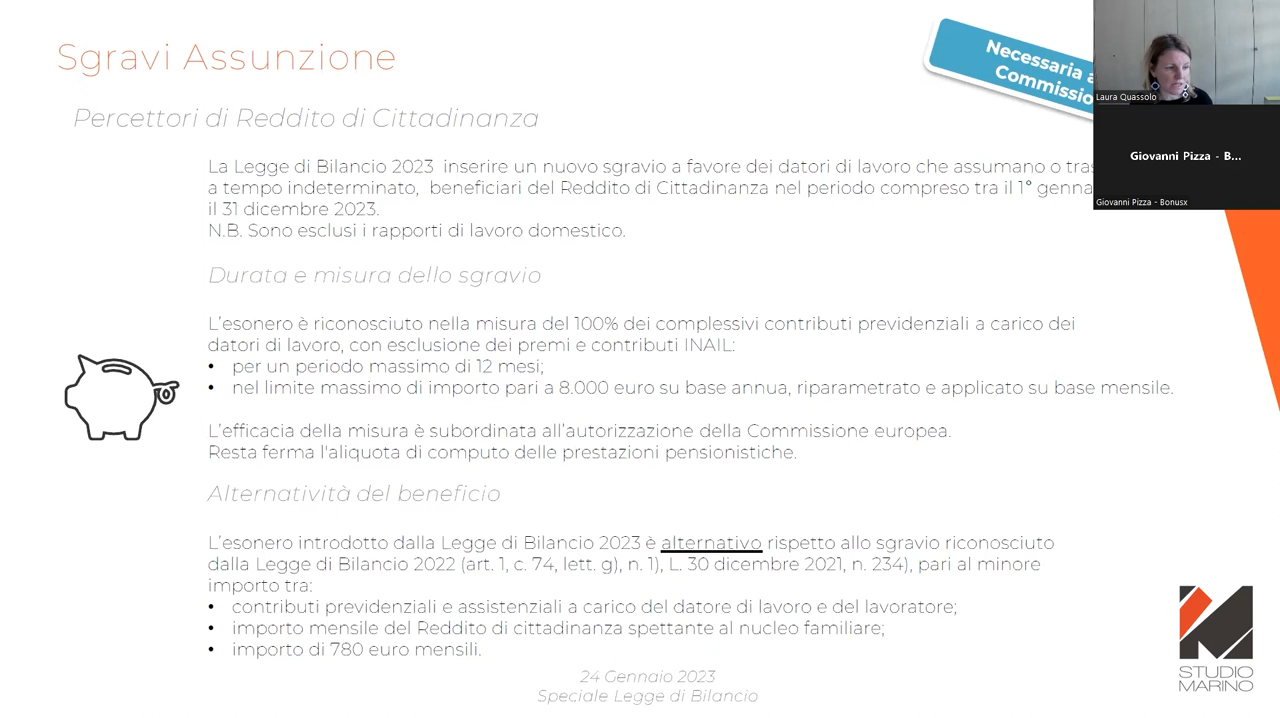 Sgravi Assunzione
Necessaria
Commissio
Laura Quassolo
Giovanni Pizza - B...
Giovanni Pizza - Bonusx
Percettori di Reddito di Cittadinanza
La Legge di Bilancio 2023 inserire un nuovo sgravio a favore dei datori di lavoro che assumano o tras
a tempo indeterminato, beneficiari del Reddito di Cittadinanza nel periodo compreso tra il 1° genna
il 31 dicembre 2023.
N.B. Sono esclusi i rapporti di lavoro domestico.
Durata e misura dello sgravio
L'esonero è riconosciuto nella misura del 100% dei complessivi contributi previdenziali a carico dei
datori di lavoro, con esclusione dei premi e contributi INAIL:
• per un periodo massimo di 12 mesi;
• nel limite massimo di importo pari a 8.000 euro su base annua, riparametrato e applicato su base mensile.
L'efficacia della misura è subordinata all'autorizzazione della Commissione europea.
Resta ferma l'aliquota di computo delle prestazioni pensionistiche.
Alternatività del beneficio
L'esonero introdotto dalla Legge di Bilancio 2023 è alternativo rispetto allo sgravio riconosciuto
dalla Legge di Bilancio 2022 (art. 1, c. 74, lett. g), n. 1), L. 30 dicembre 2021, n. 234), pari al minore
importo tra:
• contributi previdenziali e assistenziali a carico del datore di lavoro e del lavoratore;
• importo mensile del Reddito di cittadinanza spettante al nucleo familiare;
• importo di 780 euro mensili.
24 Gennaio 2023
Speciale Legge di Bilancio
STUDIO
MARINO